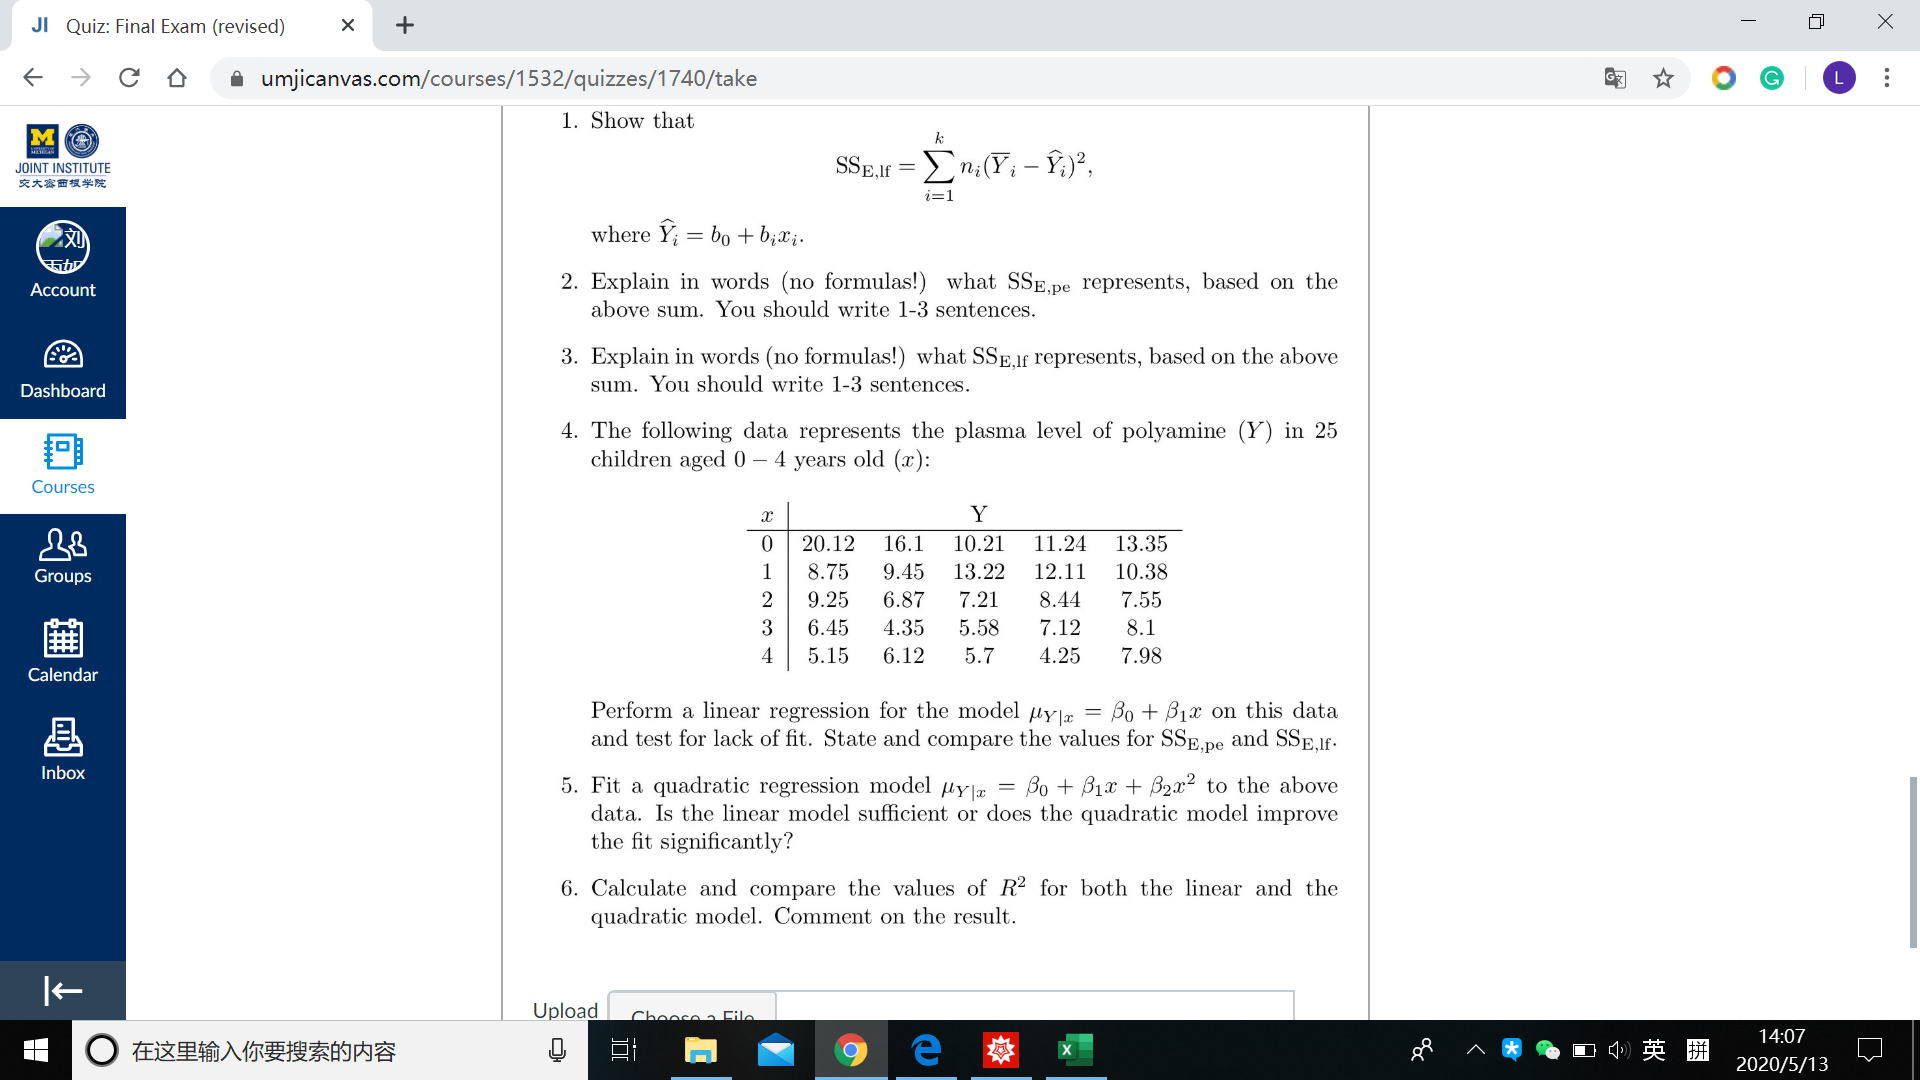 JI Quiz: Final Exam (revised)
umjicanvas.com/courses/1532/quizzes/1740/take
L
M
JOINT INSTITUTE
交大密西根学院
Account
Dashboard
Courses
Groups
Calendar
Inbox
1. Show that
SS_{E,lf} = \sum_{i=1}^{k} n_i(\overline{Y}_i − \widehat{Y}_i)^2,
where \widehat{Y}_i = b_0 + b_i x_i.
2. Explain in words (no formulas!) what SS_{E,pe} represents, based on the
above sum. You should write 1-3 sentences.
3. Explain in words (no formulas!) what SS_{E,lf} represents, based on the above
sum. You should write 1-3 sentences.
4. The following data represents the plasma level of polyamine (Y) in 25
children aged 0 – 4 years old (x):
x Y
0 20.12 16.1 10.21 11.24 13.35
1 8.75 9.45 13.22 12.11 10.38
2 9.25 6.87 7.21 8.44 7.55
3 6.45 4.35 5.58 7.12 8.1
4 5.15 6.12 5.7 4.25 7.98
Perform a linear regression for the model μ_{Y|x} = β_0 + β_1x on this data
and test for lack of fit. State and compare the values for SS_{E,pe} and SS_{E,lf}.
5. Fit a quadratic regression model μ_{Y|x} = β_0 + β_1x + β_2x^2 to the above
data. Is the linear model sufficient or does the quadratic model improve
the fit significantly?
6. Calculate and compare the values of R^2 for both the linear and the
quadratic model. Comment on the result.
Upload Choose a File
在这里输入你要搜索的内容
英
拼
14:07
2020/5/13